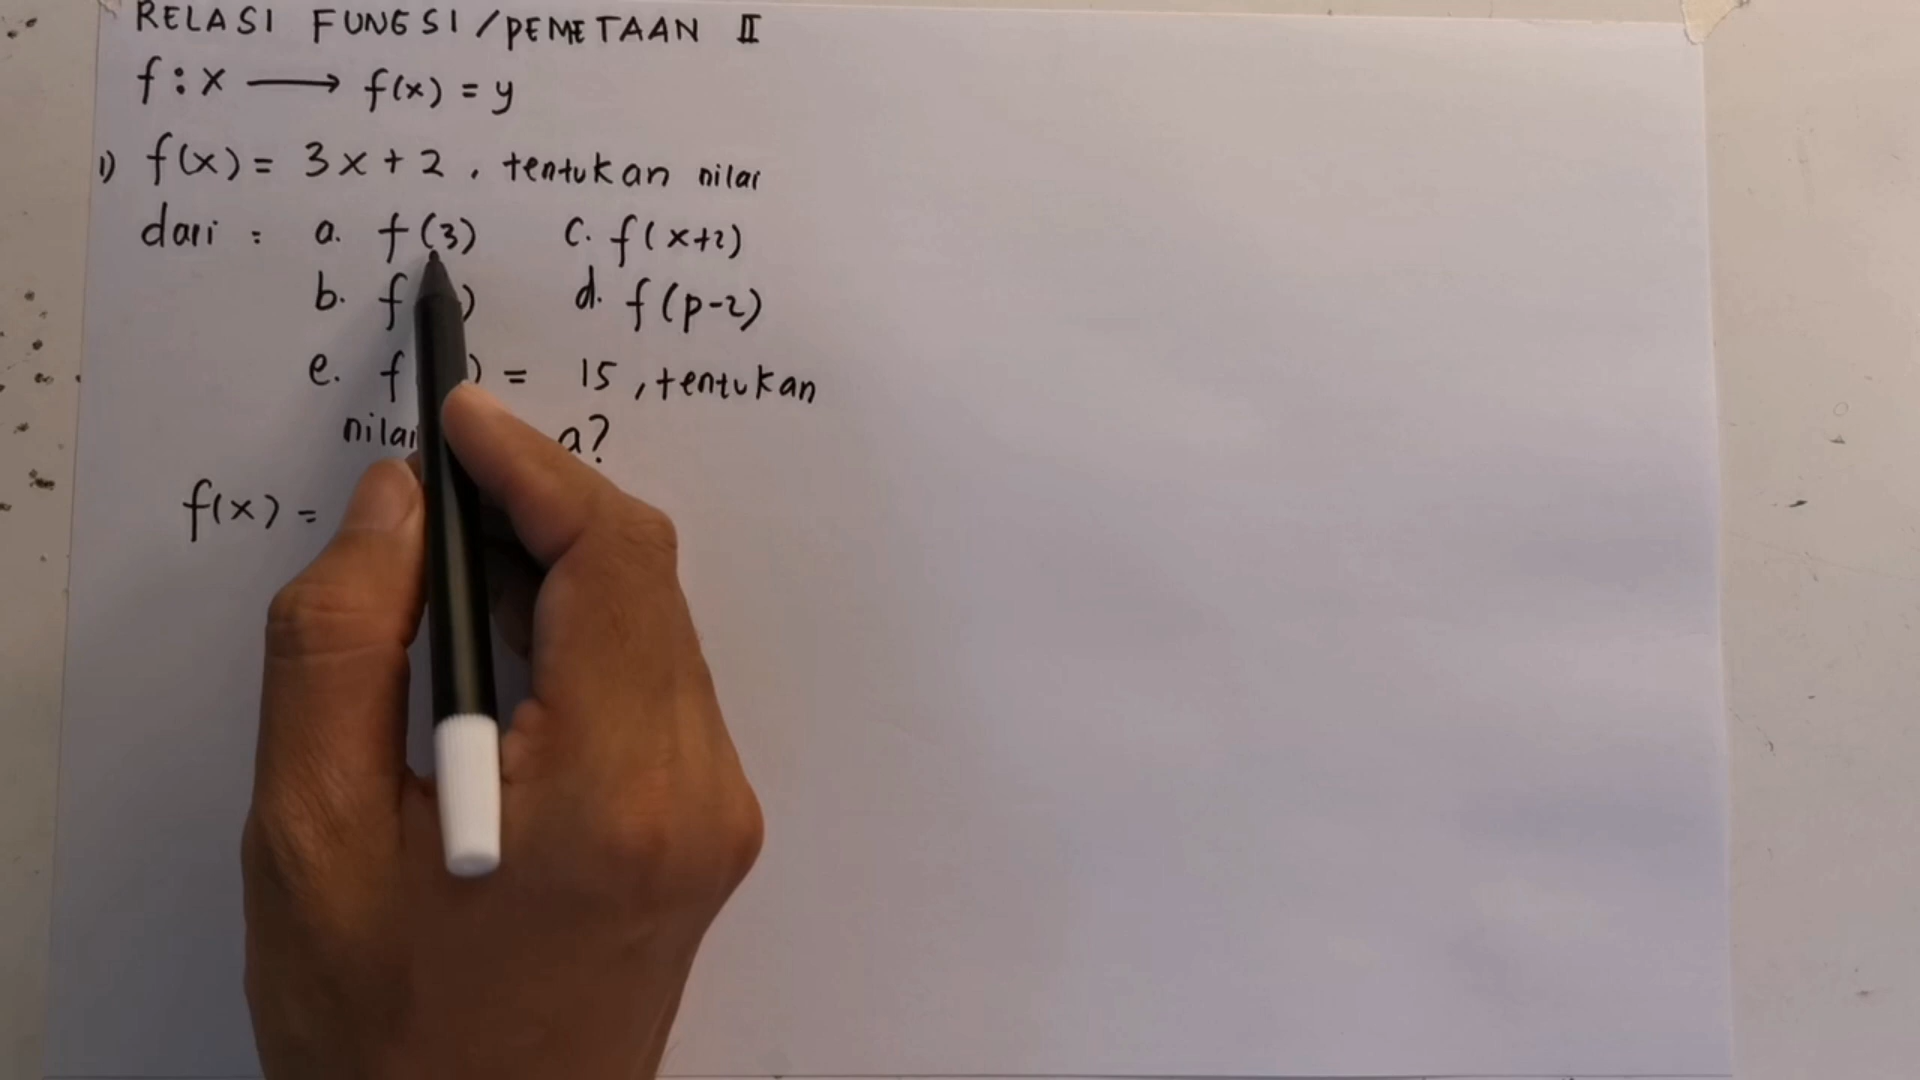 RELASI FUNGSI/PEMETAAN II
f : x ⟶ f(x) = y
1) f(x) = 3x + 2 , tentukan nilai
dari : a. f(3) c. f(x+2)
b. f ) d. f(p-2)
e. f ) = 15 , tentukan
nilai a?
f(x) =